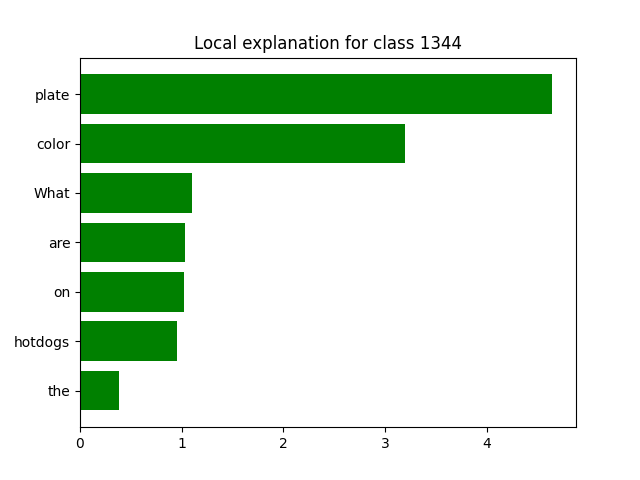 Local explanation for class 1344
plate
color
What
are
on
hotdogs
the
0 1 2 3 4